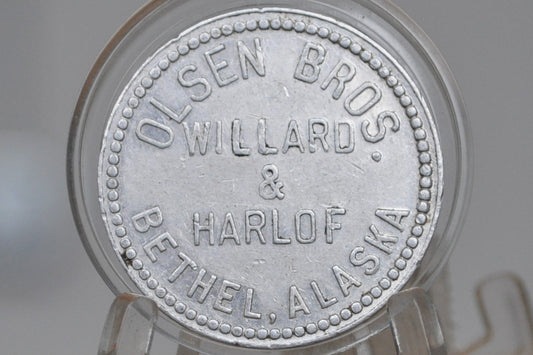 OLSEN BROS.
WILLARD
&
HARLOF
BETHEL, ALASKA